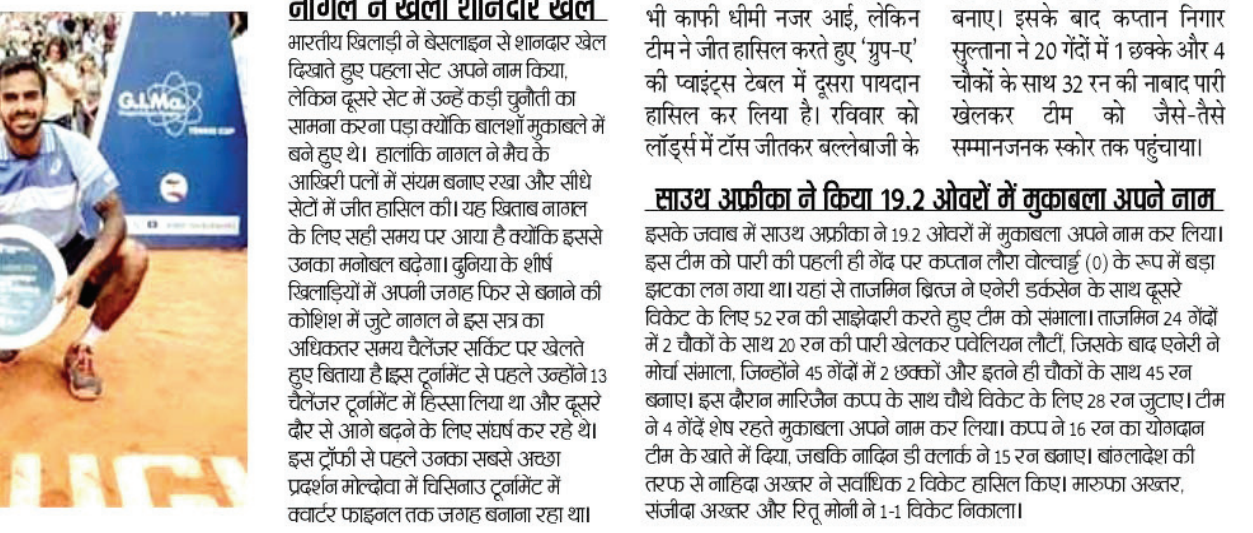 G.I.Ma.
TENNIS CUP
नागल ने खेला शानदार खेल
भारतीय खिलाड़ी ने बेसलाइन से शानदार खेल
दिखाते हुए पहला सेट अपने नाम किया,
लेकिन दूसरे सेट में उन्हें कड़ी चुनौती का
सामना करना पड़ा क्योंकि बालशॉ मुकाबले में
बने हुए थे। हालांकि नागल ने मैच के
आखिरी पलों में संयम बनाए रखा और सीधे
सेटों में जीत हासिल की। यह खिताब नागल
के लिए सही समय पर आया है क्योंकि इससे
उनका मनोबल बढ़ेगा। दुनिया के शीर्ष
खिलाड़ियों में अपनी जगह फिर से बनाने की
कोशिश में जुटे नागल ने इस सत्र का
अधिकतर समय चैलेंजर सर्किट पर खेलते
हुए बिताया है।इस टूर्नामेंट से पहले उन्होंने 13
चैलेंजर टूर्नामेंट में हिस्सा लिया था और दूसरे
दौर से आगे बढ़ने के लिए संघर्ष कर रहे थे।
इस ट्रॉफी से पहले उनका सबसे अच्छा
प्रदर्शन मोल्दोवा में चिसिनाउ टूर्नामेंट में
क्वार्टर फाइनल तक जगह बनाना रहा था।
भी काफी धीमी नजर आई, लेकिन
टीम ने जीत हासिल करते हुए ‘ग्रुप-ए’
की प्वाइंट्स टेबल में दूसरा पायदान
हासिल कर लिया है। रविवार को
लॉर्ड्स में टॉस जीतकर बल्लेबाजी के
बनाए। इसके बाद कप्तान निगार
सुल्ताना ने 20 गेंदों में 1 छक्के और 4
चौकों के साथ 32 रन की नाबाद पारी
खेलकर टीम को जैसे-तैसे
सम्मानजनक स्कोर तक पहुंचाया।
साउथ अफ्रीका ने किया 19.2 ओवरों में मुकाबला अपने नाम
इसके जवाब में साउथ अफ्रीका ने 19.2 ओवरों में मुकाबला अपने नाम कर लिया।
इस टीम को पारी की पहली ही गेंद पर कप्तान लौरा वोल्वार्ड्ट (0) के रूप में बड़ा
झटका लग गया था। यहां से ताजमिन ब्रित्ज ने एनेरी डर्कसेन के साथ दूसरे
विकेट के लिए 52 रन की साझेदारी करते हुए टीम को संभाला। ताजमिन 24 गेंदों
में 2 चौकों के साथ 20 रन की पारी खेलकर पवेलियन लौटीं, जिसके बाद एनेरी ने
मोर्चा संभाला, जिन्होंने 45 गेंदों में 2 छक्कों और इतने ही चौकों के साथ 45 रन
बनाए। इस दौरान मारिजैन कप्प के साथ चौथे विकेट के लिए 28 रन जुटाए। टीम
ने 4 गेंदें शेष रहते मुकाबला अपने नाम कर लिया। कप्प ने 16 रन का योगदान
टीम के खाते में दिया, जबकि नादिन डी क्लार्क ने 15 रन बनाए। बांग्लादेश की
तरफ से नाहिदा अख्तर ने सर्वाधिक 2 विकेट हासिल किए। मारुफा अख्तर,
संजीदा अख्तर और रितू मोनी ने 1-1 विकेट निकाला।